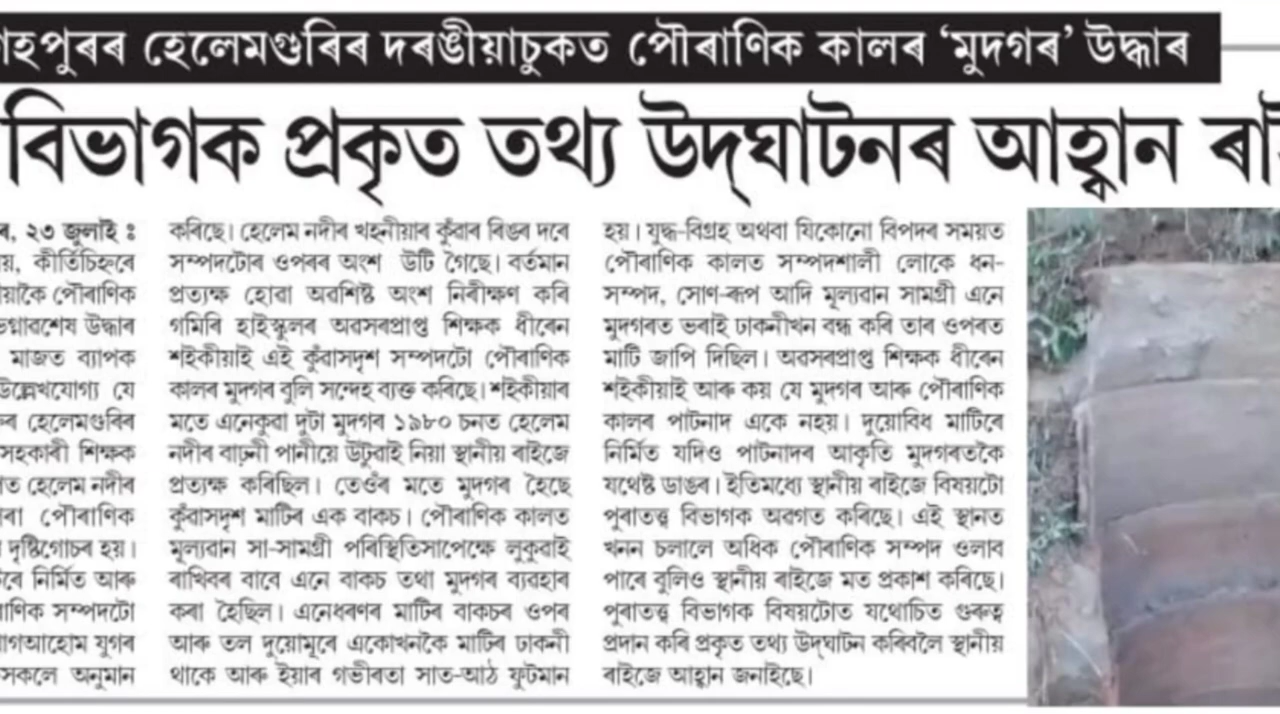 হপুৰৰ হেলেমগুৰিৰ দৰঙীয়াচুকত পৌৰাণিক কালৰ ‘মুদগৰ’ উদ্ধাৰ
বিভাগক প্ৰকৃত তথ্য উদ্‌ঘাটনৰ আহ্বান
২৩ জুলাই ঃ
কীৰ্তিচিহ্নৰে
পৌৰাণিক
উদ্ধাৰ
মাজত ব্যাপক
উল্লেখযোগ্য যে
হেলেমগুৰিৰ
সহকাৰী শিক্ষক
হেলেম নদীৰ
পৌৰাণিক
দৃষ্টিগোচৰ হয়।
নিৰ্মিত আৰু
সম্পদটো
যুগৰ
অনুমান
কৰিছে। হেলেম নদীৰ খহনীয়াৰ কুঁৱাৰ ৰিঙৰ দৰে
সম্পদটোৰ ওপৰৰ অংশ উটি গৈছে। বৰ্তমান
প্ৰত্যক্ষ হোৱা অৱশিষ্ট অংশ নিৰীক্ষণ কৰি
গমিৰি হাইস্কুলৰ অৱসৰপ্ৰাপ্ত শিক্ষক ধীৰেন
শইকীয়াই এই কুঁৱাসদৃশ সম্পদটো পৌৰাণিক
কালৰ মুদগৰ বুলি সন্দেহ ব্যক্ত কৰিছে। শইকীয়াৰ
মতে এনেকুৱা দুটা মুদগৰ ১৯৮০ চনত হেলেম
নদীৰ বাঢ়নী পানীয়ে উটুৱাই নিয়া স্থানীয় ৰাইজে
প্ৰত্যক্ষ কৰিছিল। তেওঁৰ মতে মুদগৰ হৈছে
কুঁৱাসদৃশ মাটিৰ এক বাকচ। পৌৰাণিক কালত
মূল্যৱান সা-সামগ্ৰী পৰিস্থিতিসাপেক্ষে লুকুৱাই
ৰাখিবৰ বাবে এনে বাকচ তথা মুদগৰ ব্যৱহাৰ
কৰা হৈছিল। এনেধৰণৰ মাটিৰ বাকচৰ ওপৰ
আৰু তল দুয়োমূৰে একোখনকৈ মাটিৰ ঢাকনী
থাকে আৰু ইয়াৰ গভীৰতা সাত-আঠ ফুটমান
হয়। যুদ্ধ-বিগ্ৰহ অথবা যিকোনো বিপদৰ সময়ত
পৌৰাণিক কালত সম্পদশালী লোকে ধন-
সম্পদ, সোণ-ৰূপ আদি মূল্যৱান সামগ্ৰী এনে
মুদগৰত ভৰাই ঢাকনীখন বন্ধ কৰি তাৰ ওপৰত
মাটি জাপি দিছিল। অৱসৰপ্ৰাপ্ত শিক্ষক ধীৰেন
শইকীয়াই আৰু কয় যে মুদগৰ আৰু পৌৰাণিক
কালৰ পাটনাদ একে নহয়। দুয়োবিধ মাটিৰে
নিৰ্মিত যদিও পাটনাদৰ আকৃতি মুদগৰতকৈ
যথেষ্ট ডাঙৰ। ইতিমধ্যে স্থানীয় ৰাইজে বিষয়টো
পুৰাতত্ত্ব বিভাগক অৱগত কৰিছে। এই স্থানত
খনন চলালে অধিক পৌৰাণিক সম্পদ ওলাব
পাৰে বুলিও স্থানীয় ৰাইজে মত প্ৰকাশ কৰিছে।
পুৰাতত্ত্ব বিভাগক বিষয়টোত যথোচিত গুৰুত্ব
প্ৰদান কৰি প্ৰকৃত তথ্য উদ্‌ঘাটন কৰিবলৈ স্থানীয়
ৰাইজে আহ্বান জনাইছে।